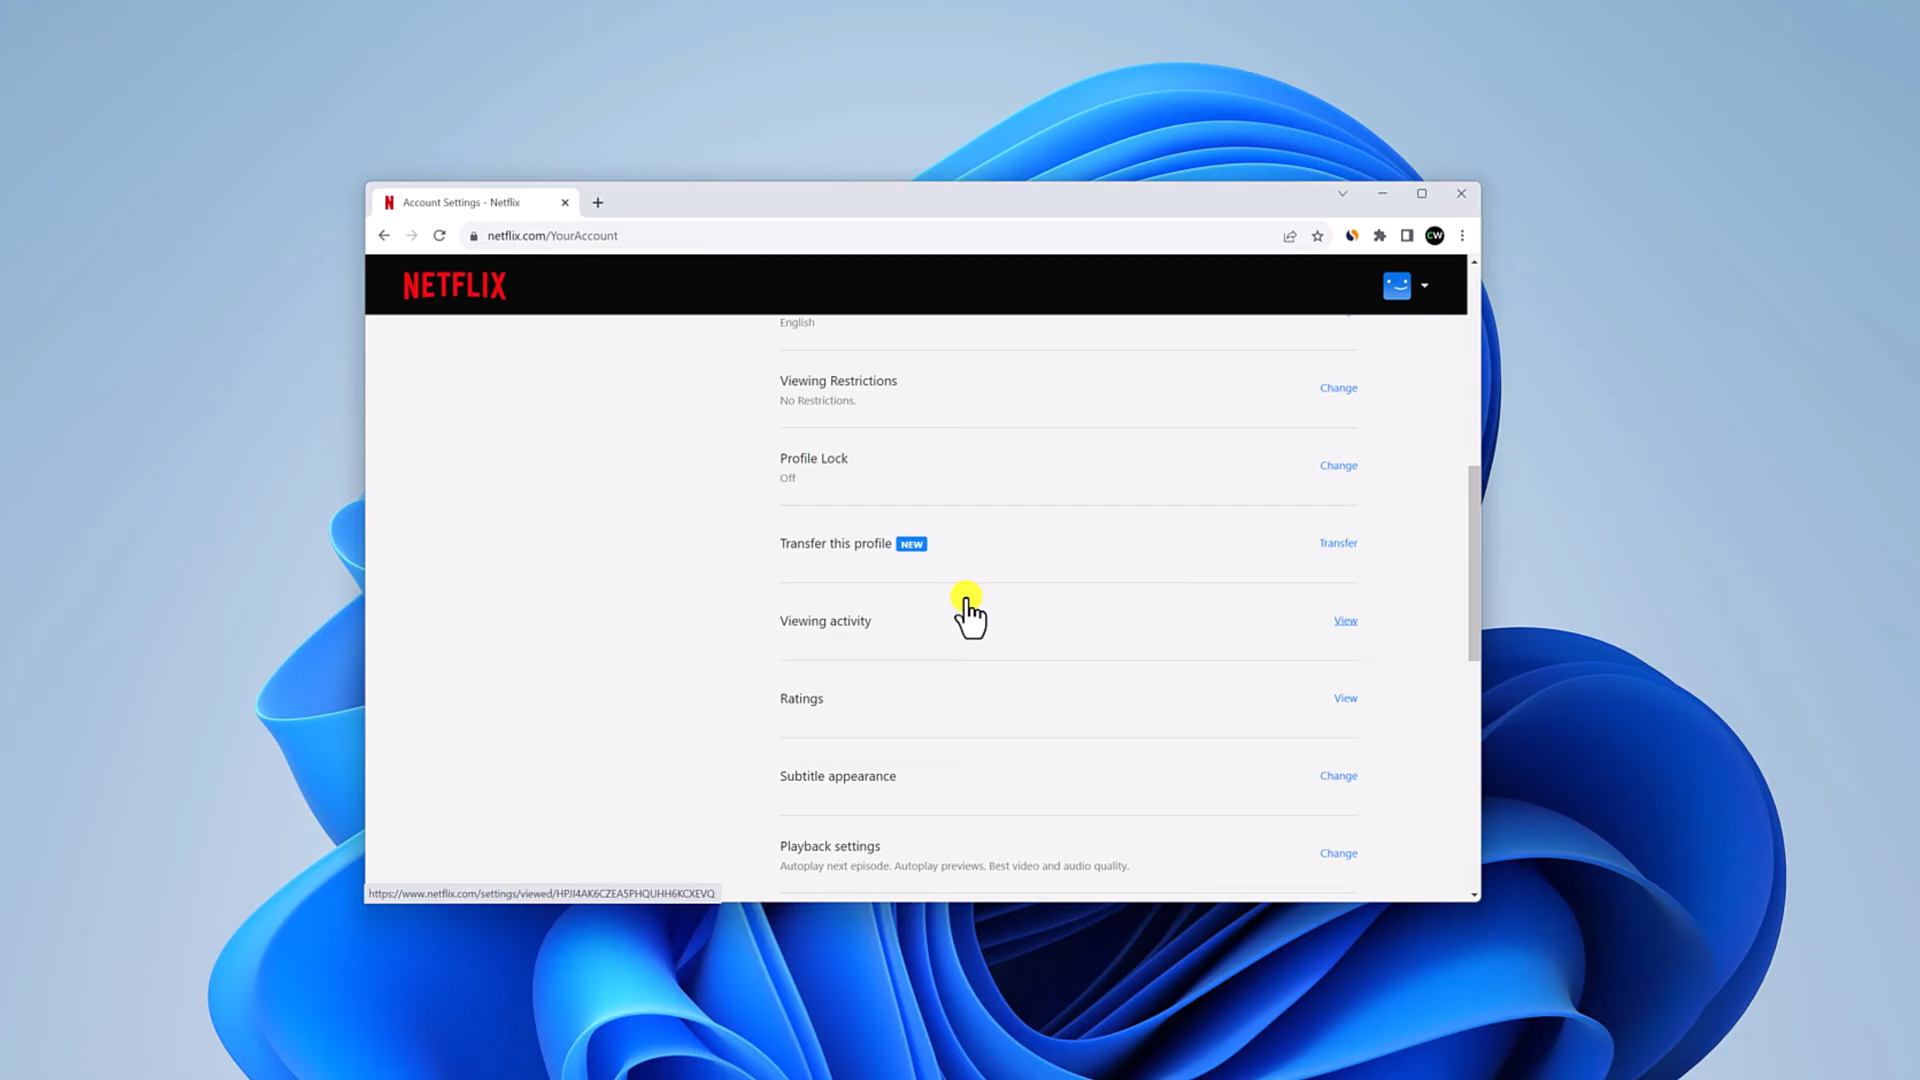 Account Settings - Netflix
netflix.com/YourAccount
CW
NETFLIX
English
Viewing Restrictions
No Restrictions.
Change
Profile Lock
Off
Change
Transfer this profile NEW
Transfer
Viewing activity
View
Ratings
View
Subtitle appearance
Change
Playback settings
Autoplay next episode. Autoplay previews. Best video and audio quality.
Change
https://www.netflix.com/settings/viewed/HPJI4AK6CZEA5PHQUHH6KCXEVQ